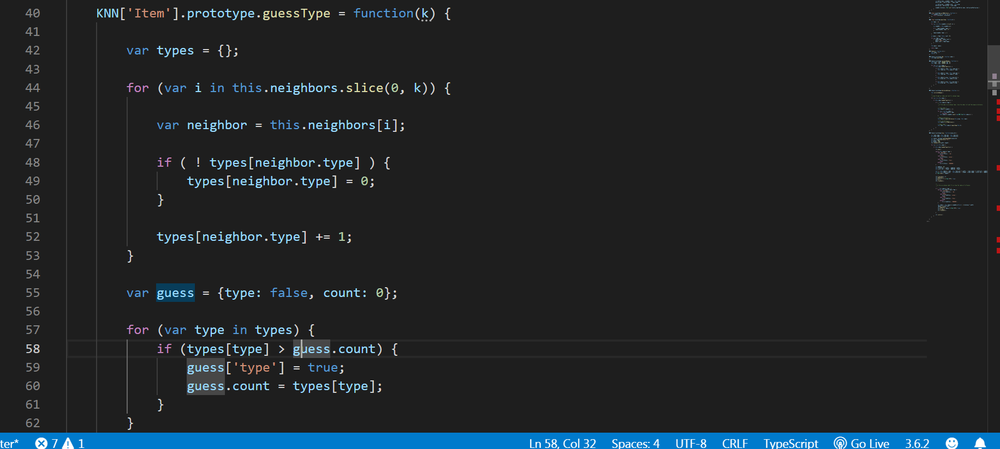 40 KNN['Item'].prototype.guessType = function(k) {
41
42 var types = {};
43
44 for (var i in this.neighbors.slice(0, k)) {
45
46 var neighbor = this.neighbors[i];
47
48 if ( ! types[neighbor.type] ) {
49 types[neighbor.type] = 0;
50 }
51
52 types[neighbor.type] += 1;
53 }
54
55 var guess = {type: false, count: 0};
56
57 for (var type in types) {
58 if (types[type] > guess.count) {
59 guess['type'] = true;
60 guess.count = types[type];
61 }
62 }
ter* 7 1 Ln 58, Col 32 Spaces: 4 UTF-8 CRLF TypeScript Go Live 3.6.2